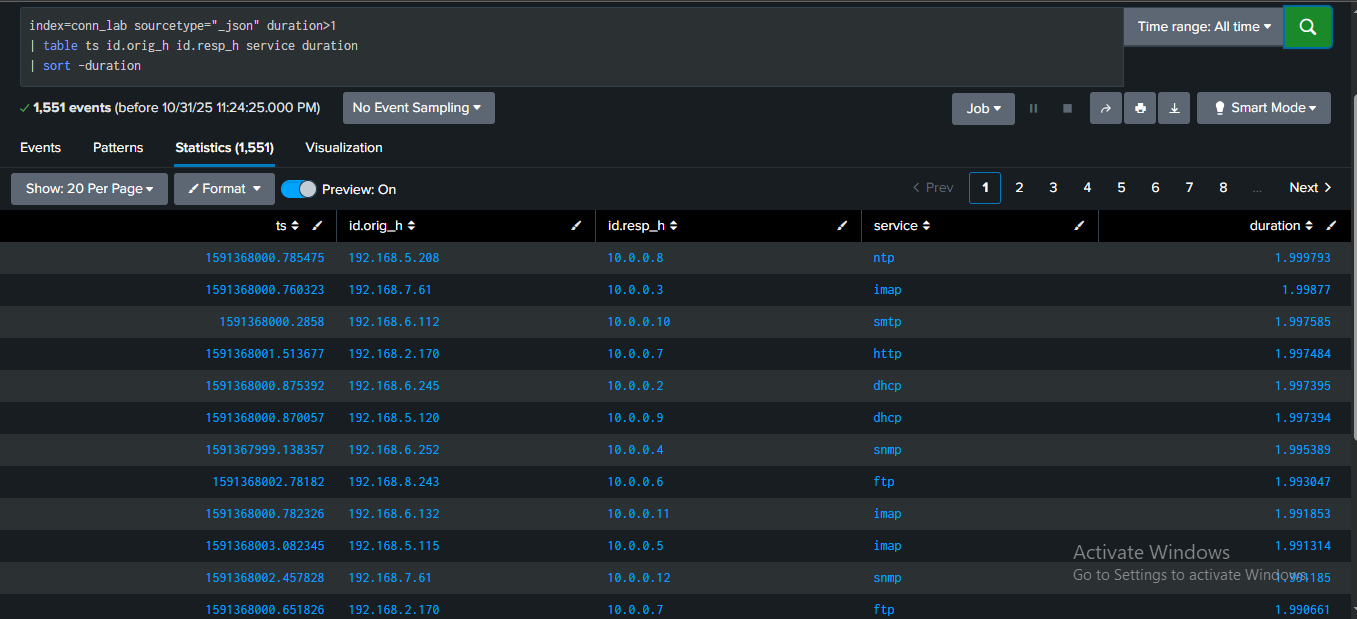 index=conn_lab sourcetype="_json" duration>1
| table ts id.orig_h id.resp_h service duration
| sort -duration
Time range: All time
1,551 events (before 10/31/25 11:24:25.000 PM)
No Event Sampling
Job
Smart Mode
Events Patterns Statistics (1,551) Visualization
Show: 20 Per Page Format Preview: On
< Prev 1 2 3 4 5 6 7 8 ... Next >
ts id.orig_h id.resp_h service duration
1591368000.785475 192.168.5.208 10.0.0.8 ntp 1.999793
1591368000.760323 192.168.7.61 10.0.0.3 imap 1.99877
1591368000.2858 192.168.6.112 10.0.0.10 smtp 1.997585
1591368001.513677 192.168.2.170 10.0.0.7 http 1.997484
1591368000.875392 192.168.6.245 10.0.0.2 dhcp 1.997395
1591368000.870057 192.168.5.120 10.0.0.9 dhcp 1.997394
1591367999.138357 192.168.6.252 10.0.0.4 snmp 1.995389
1591368002.78182 192.168.8.243 10.0.0.6 ftp 1.993047
1591368000.782326 192.168.6.132 10.0.0.11 imap 1.991853
1591368003.082345 192.168.5.115 10.0.0.5 imap 1.991314
1591368002.457828 192.168.7.61 10.0.0.12 snmp 1.991185
1591368000.651826 192.168.2.170 10.0.0.7 ftp 1.990661
Activate Windows
Go to Settings to activate Windows.